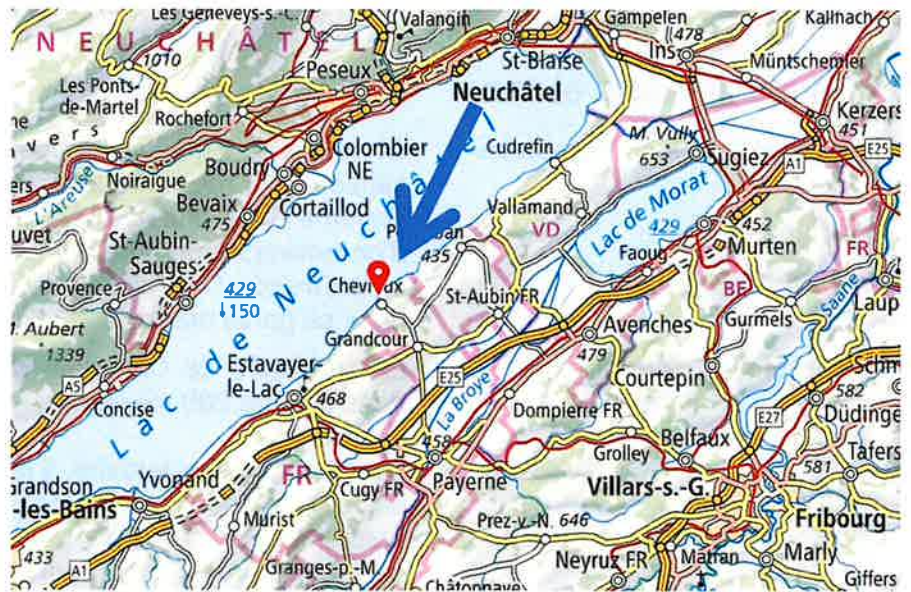 Les Geneveys-s.-C.
Valangin
Gampelen
Kallnach
NEUCHÂTEL
1010
St-Blaise
Ins
478
Müntschemier
Peseux
Les Ponts-
de-Martel
Neuchâtel
Rochefort
Kerzers
451
Colombier
NE
Cudrefin
M. Vully
653
Sugiez
A1
E25
Boudry
Noiraigue
L'Areuse
Bevaix
475
Cortaillod
Vallamand
VD
Lac de Morat
429
452
Murten
FR
St-Aubin-
Sauges
435
Faoug
BE
Saane
Provence
429
↓150
Lac de Neuchâtel
Chevroux
St-Aubin FR
Gurmels
Laup
1339
Grandcour
Avenches
479
Estavayer-
le-Lac
468
E25
La Broye
Courtepin
A5
Concise
Dompierre FR
E27
582
Düdinge
458
Grolley
Belfaux
581
Tafers
Grandson
-les-Bains
Yvonand
FR
Cugy FR
Payerne
Villars-s.-G.
Fribourg
Murist
Prez-v.-N. 646
433
A1
Granges-p.-M
Neyruz FR
Matran
Marly
Giffers
Châtonnaye